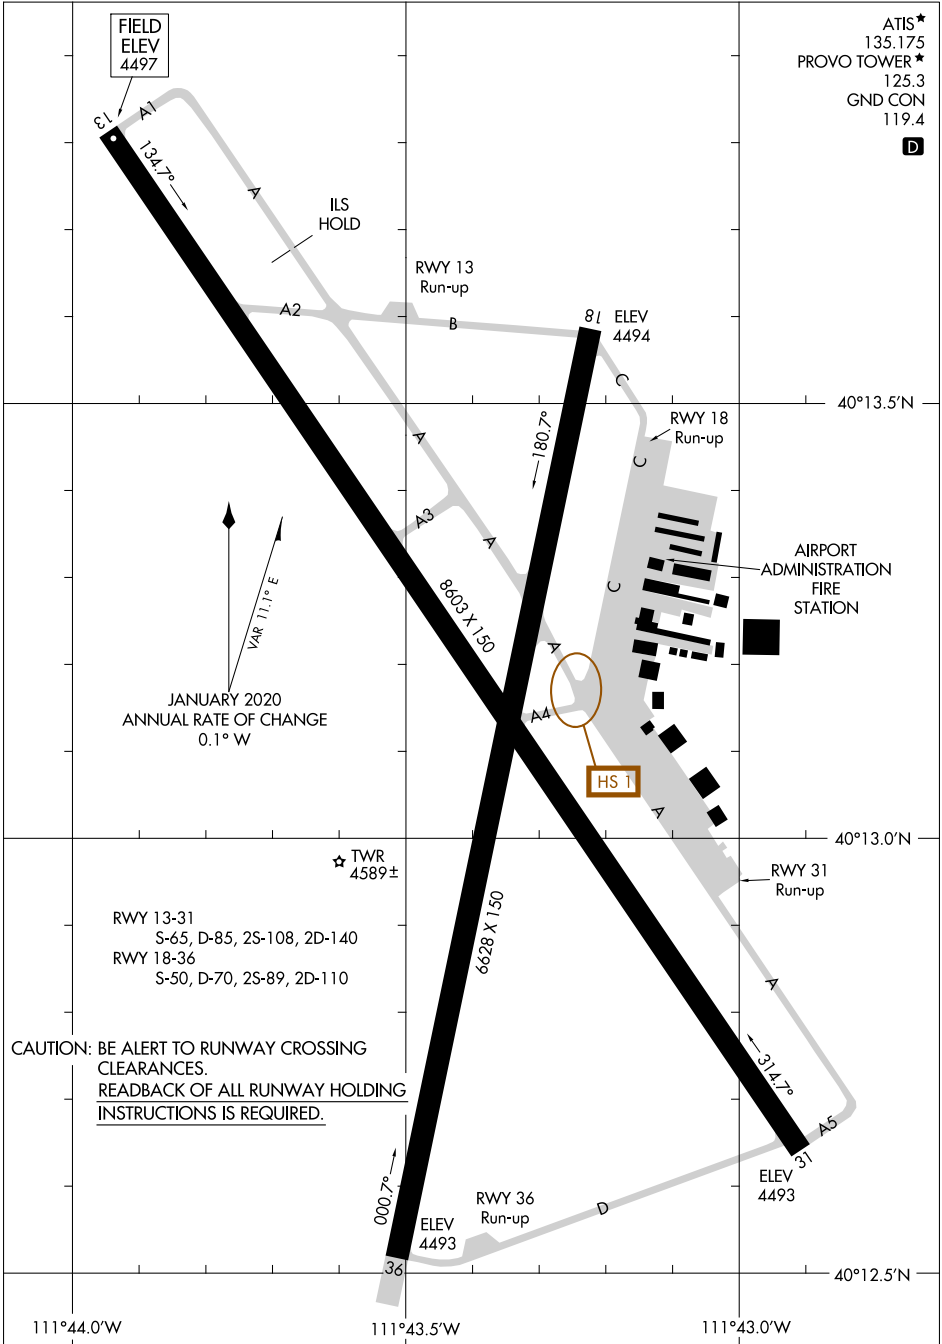 FIELD
ELEV
4497
ATIS★
135.175
PROVO TOWER★
125.3
GND CON
119.4
D
13
A1
134.7°
A
ILS
HOLD
RWY 13
Run-up
A2
B
18
ELEV
4494
C
40°13.5'N
RWY 18
Run-up
A
180.7°
C
A3
A
AIRPORT
ADMINISTRATION
FIRE
STATION
VAR 11.1° E
8603 X 150
C
A
JANUARY 2020
ANNUAL RATE OF CHANGE
0.1° W
A4
HS 1
A
40°13.0'N
TWR
4589±
RWY 31
Run-up
RWY 13-31
S-65, D-85, 2S-108, 2D-140
RWY 18-36
S-50, D-70, 2S-89, 2D-110
6628 X 150
A
CAUTION: BE ALERT TO RUNWAY CROSSING
CLEARANCES.
READBACK OF ALL RUNWAY HOLDING
INSTRUCTIONS IS REQUIRED.
314.7°
A5
31
ELEV
4493
000.7°
RWY 36
Run-up
D
ELEV
4493
36
40°12.5'N
111°44.0'W
111°43.5'W
111°43.0'W